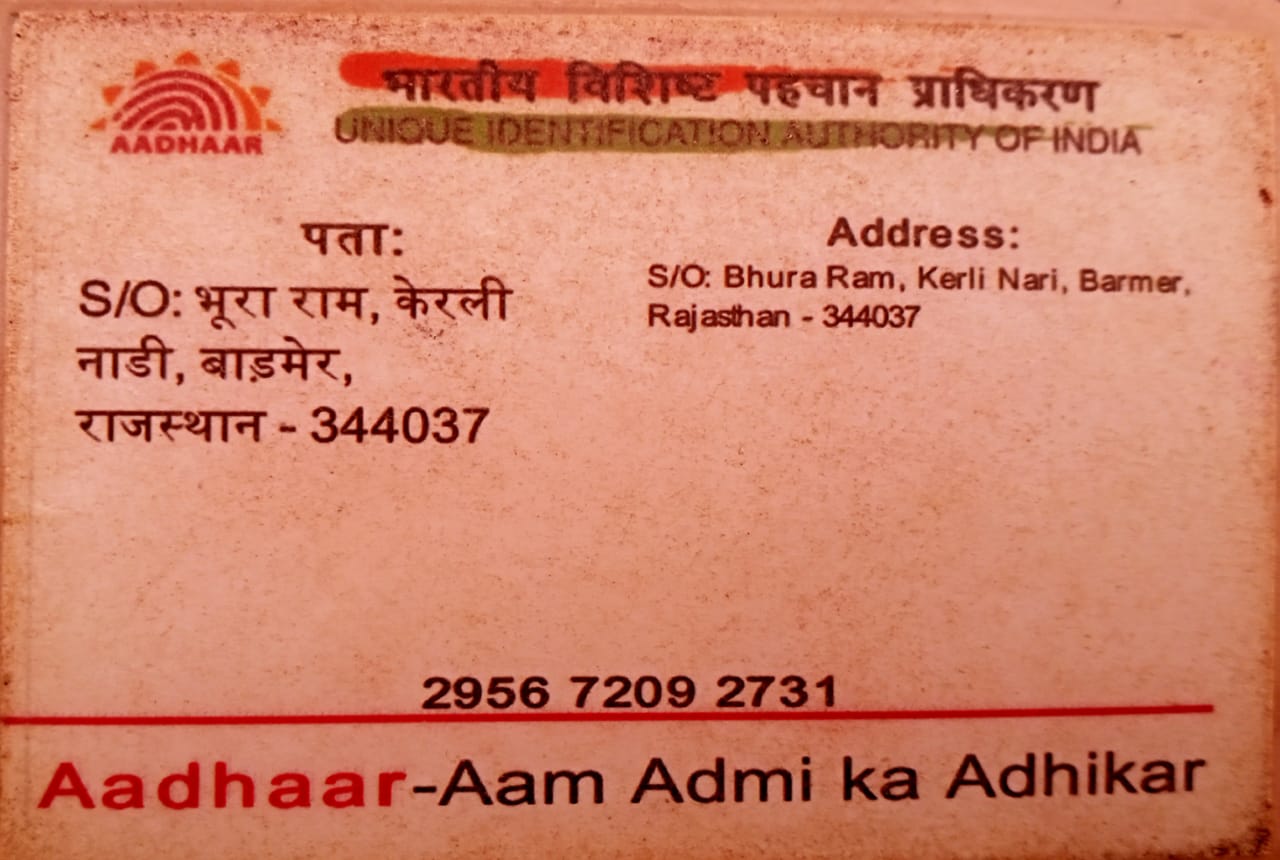 भारतीय विशिष्ट पहचान प्राधिकरण
AADHAAR
UNIQUE IDENTIFICATION AUTHORITY OF INDIA
पता:
S/O: भूरा राम, केरली
नाडी, बाड़मेर,
राजस्थान - 344037
Address:
S/O: Bhura Ram, Kerli Nari, Barmer,
Rajasthan - 344037
2956 7209 2731
Aadhaar-Aam Admi ka Adhikar